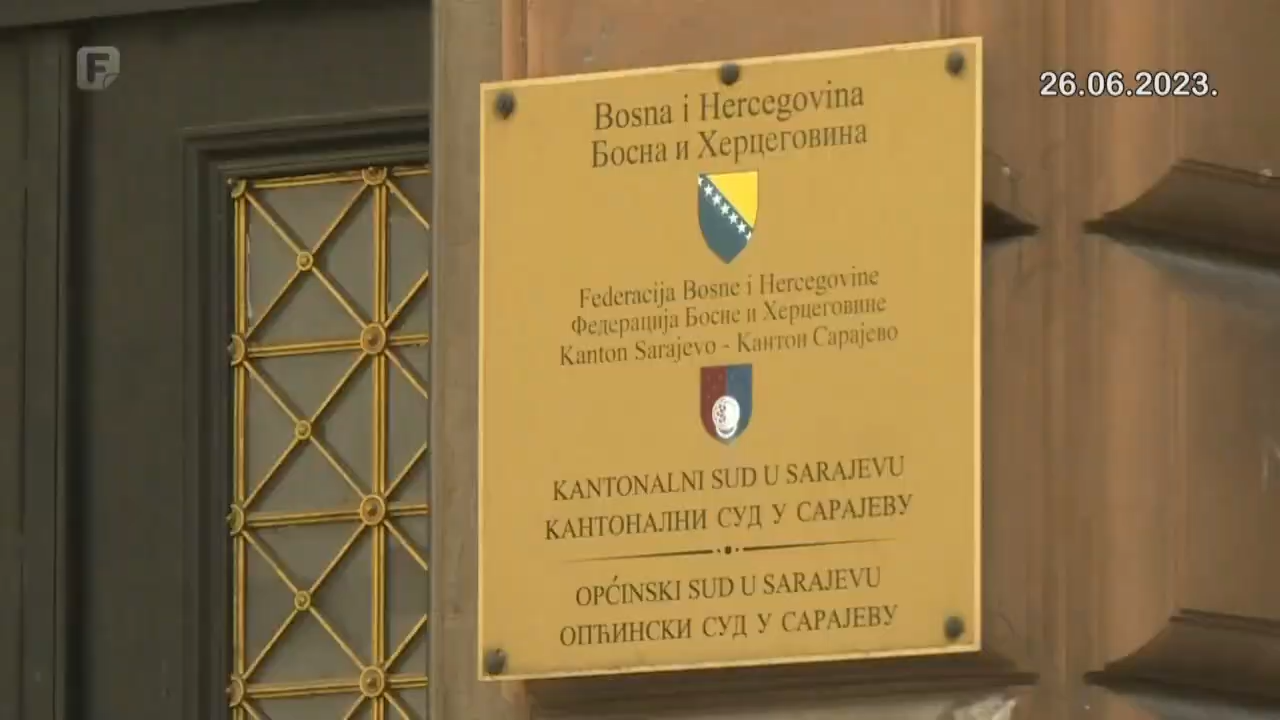 F
26.06.2023.
Bosna i Hercegovina
Босна и Херцеговина
Federacija Bosne i Hercegovine
Федерација Босне и Херцеговине
Kanton Sarajevo - Кантон Сарајево
KANTONALNI SUD U SARAJEVU
КАНТОНАЛНИ СУД У САРАЈЕВУ
OPĆINSKI SUD U SARAJEVU
ОПЋИНСКИ СУД У САРАЈЕВУ